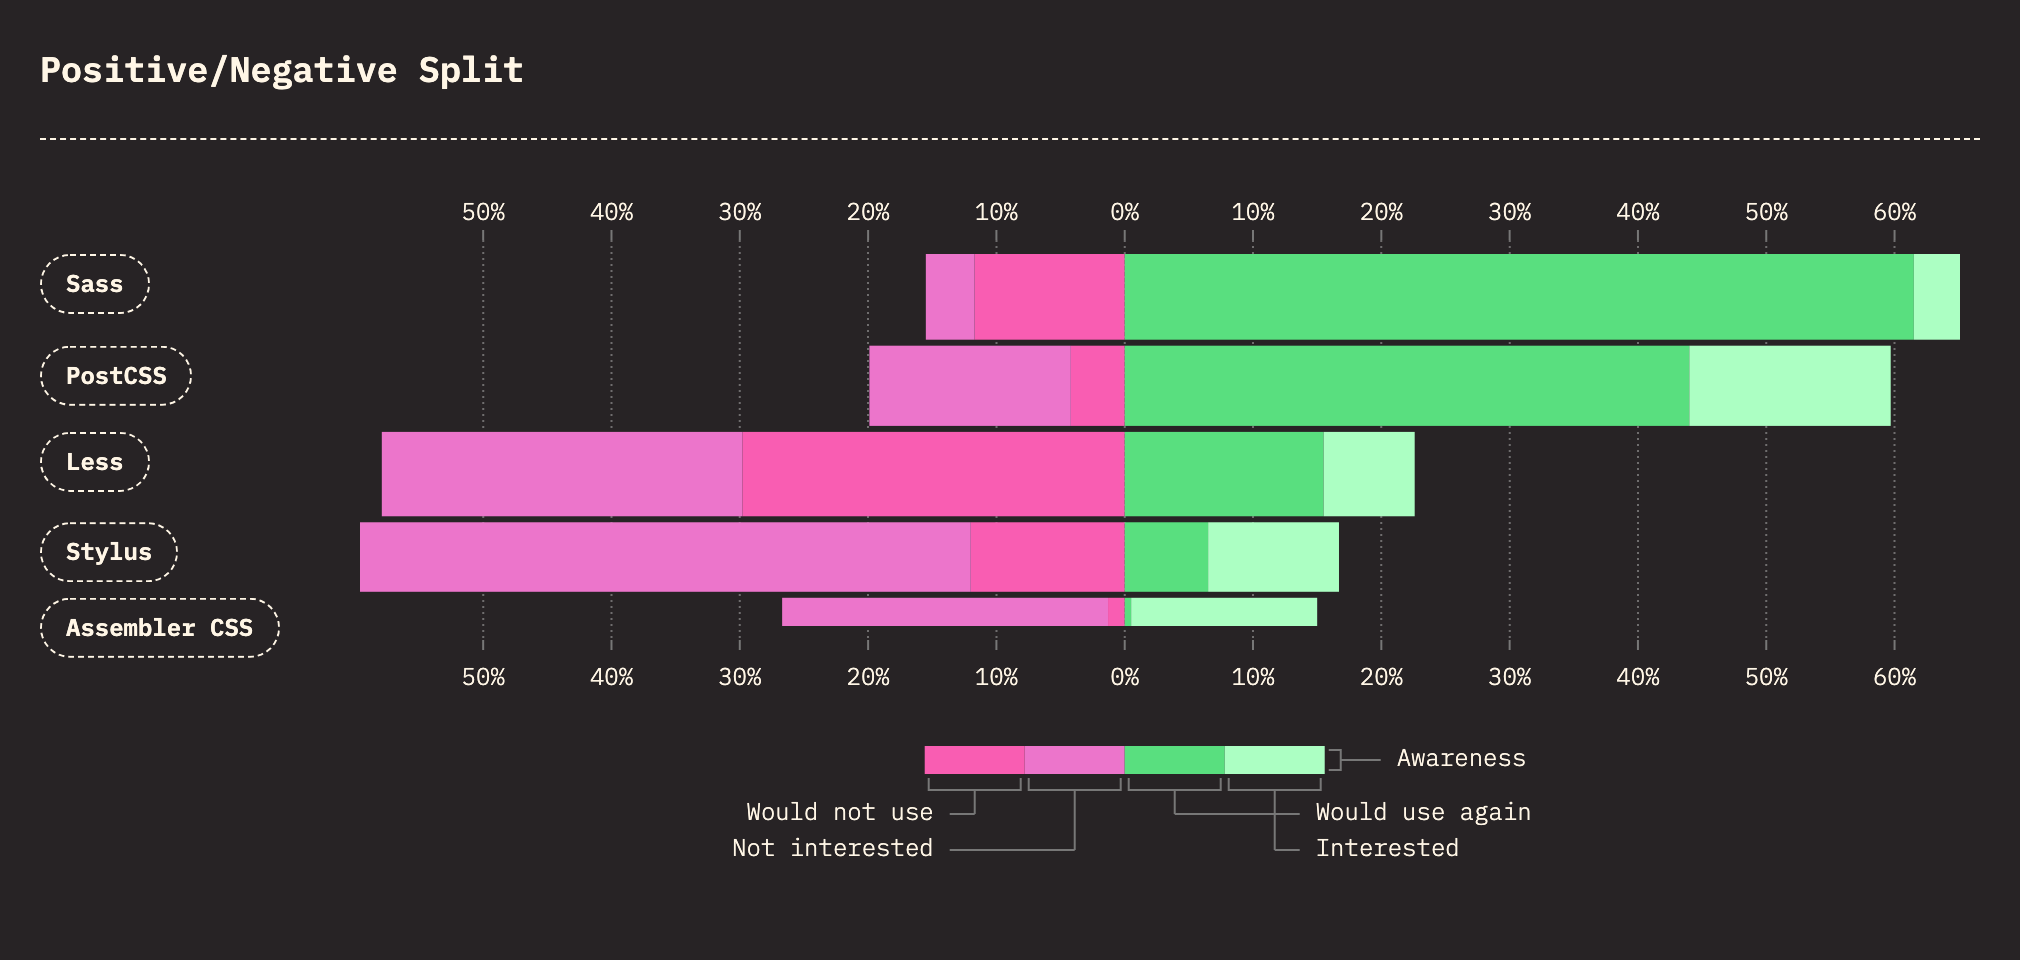 Positive/Negative Split
50% 40% 30% 20% 10% 0% 10% 20% 30% 40% 50% 60%
Sass
PostCSS
Less
Stylus
Assembler CSS
50% 40% 30% 20% 10% 0% 10% 20% 30% 40% 50% 60%
Awareness
Would not use Would use again
Not interested Interested